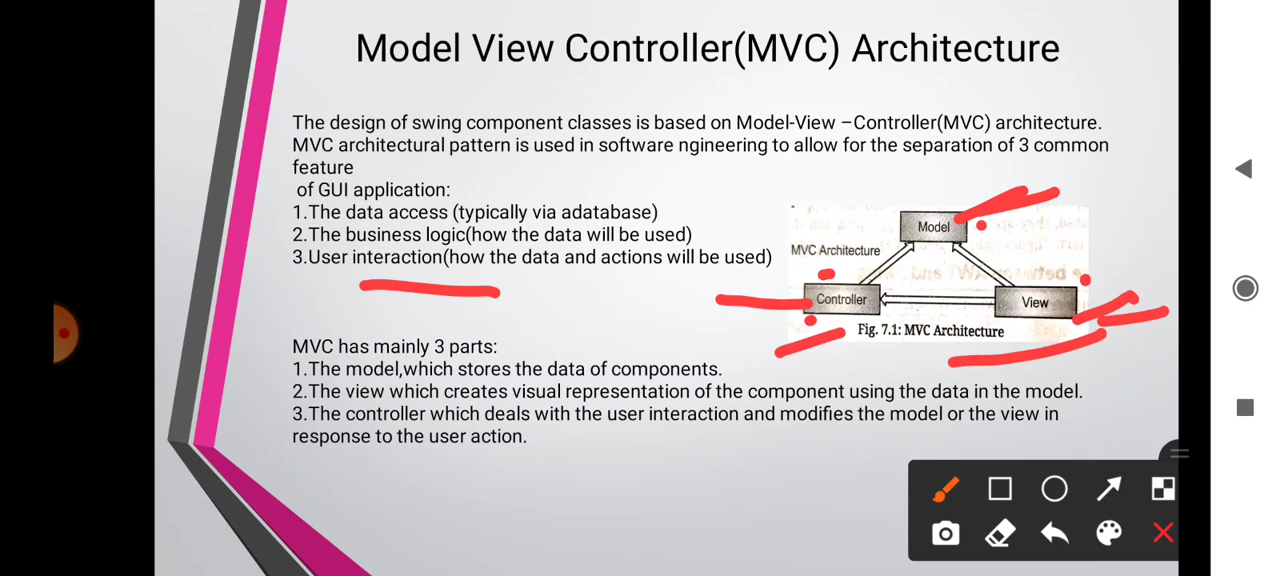 Model View Controller(MVC) Architecture
The design of swing component classes is based on Model-View –Controller(MVC) architecture.
MVC architectural pattern is used in software ngineering to allow for the separation of 3 common
feature
of GUI application:
1.The data access (typically via adatabase)
2.The business logic(how the data will be used)
3.User interaction(how the data and actions will be used)
Model
MVC Architecture
Controller
View
Fig. 7.1: MVC Architecture
MVC has mainly 3 parts:
1.The model,which stores the data of components.
2.The view which creates visual representation of the component using the data in the model.
3.The controller which deals with the user interaction and modifies the model or the view in
response to the user action.